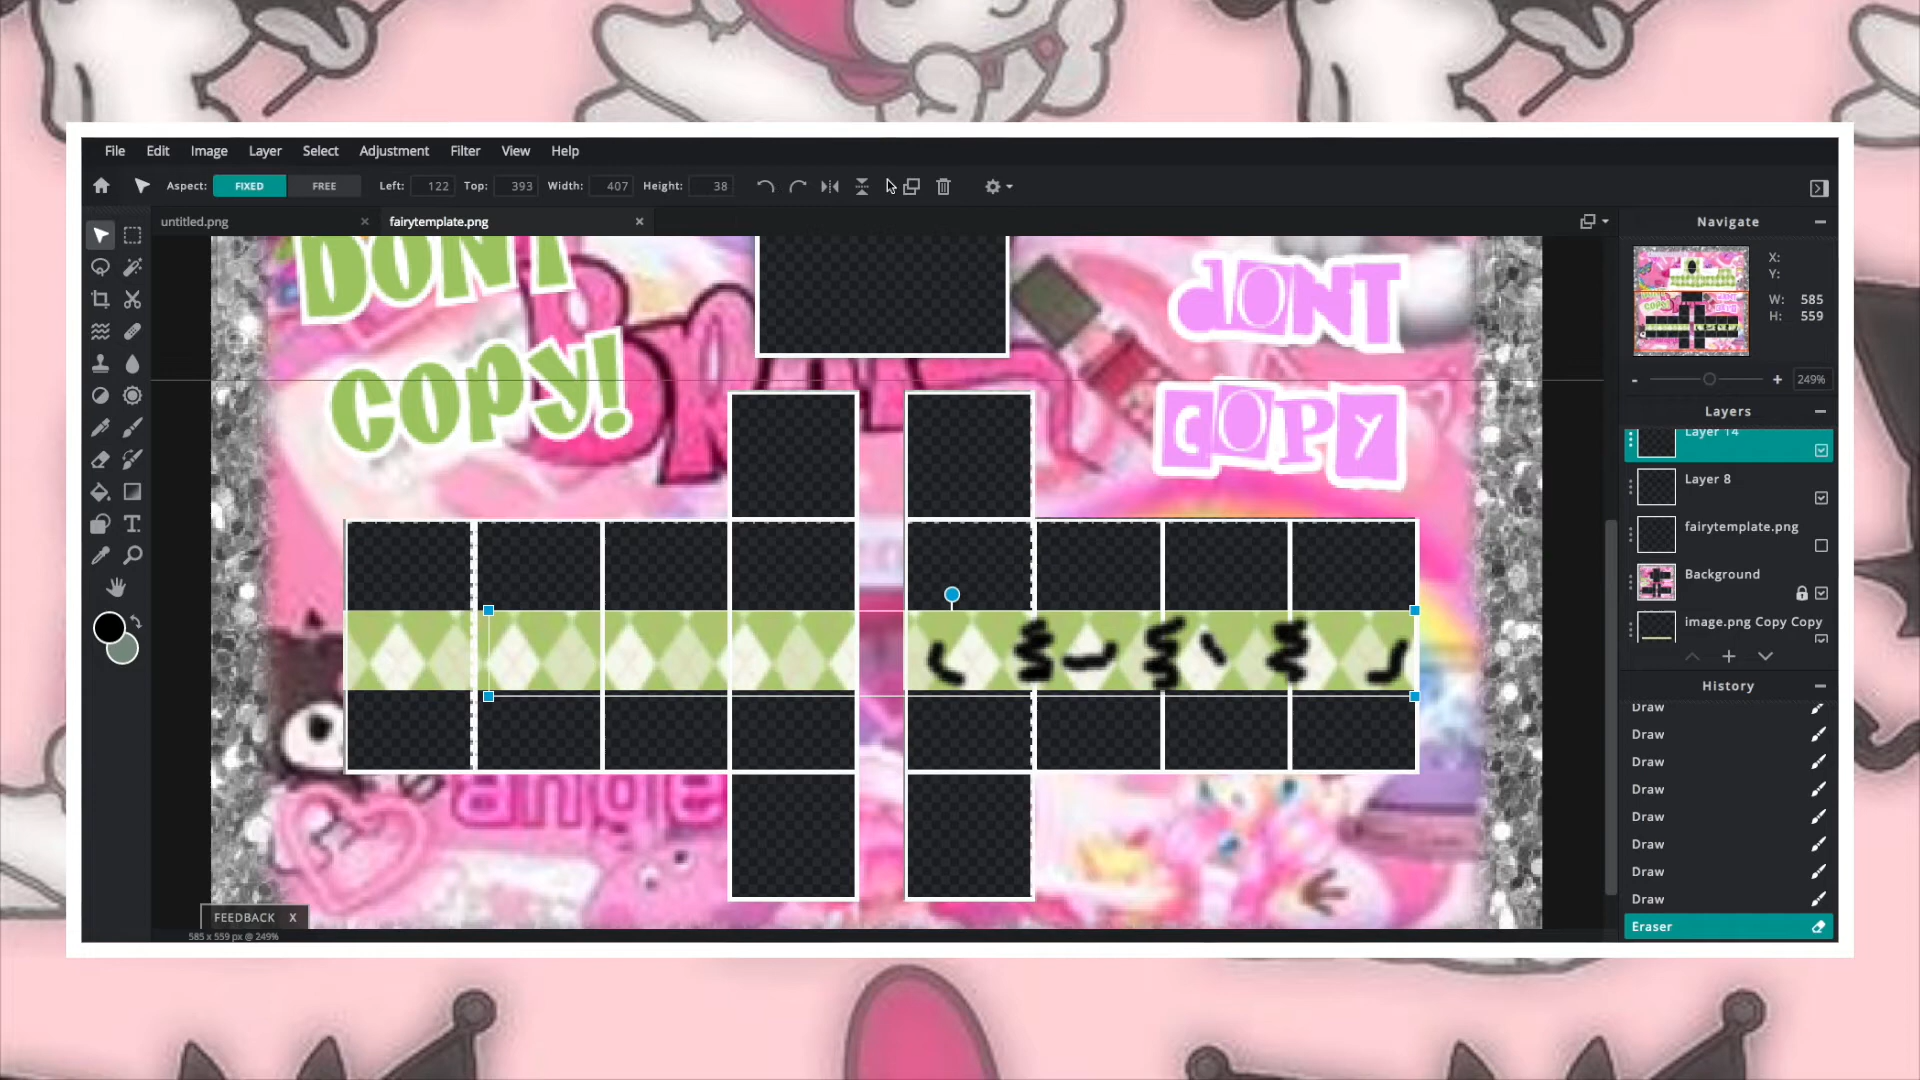 File Edit Image Layer Select Adjustment Filter View Help
Aspect: FIXED FREE Left: 122 Top: 393 Width: 407 Height: 38
untitled.png X fairytemplate.png X
Navigate
X:
Y:
W: 585
H: 559
- + 249%
Layers
Layer 14
Layer 8
fairytemplate.png
Background
image.png Copy Copy
History
Draw
Draw
Draw
Draw
Draw
Draw
Draw
Draw
Eraser
DONT
COPY!
dONT
COPY
ange
FEEDBACK X
585 x 559 px @ 249%